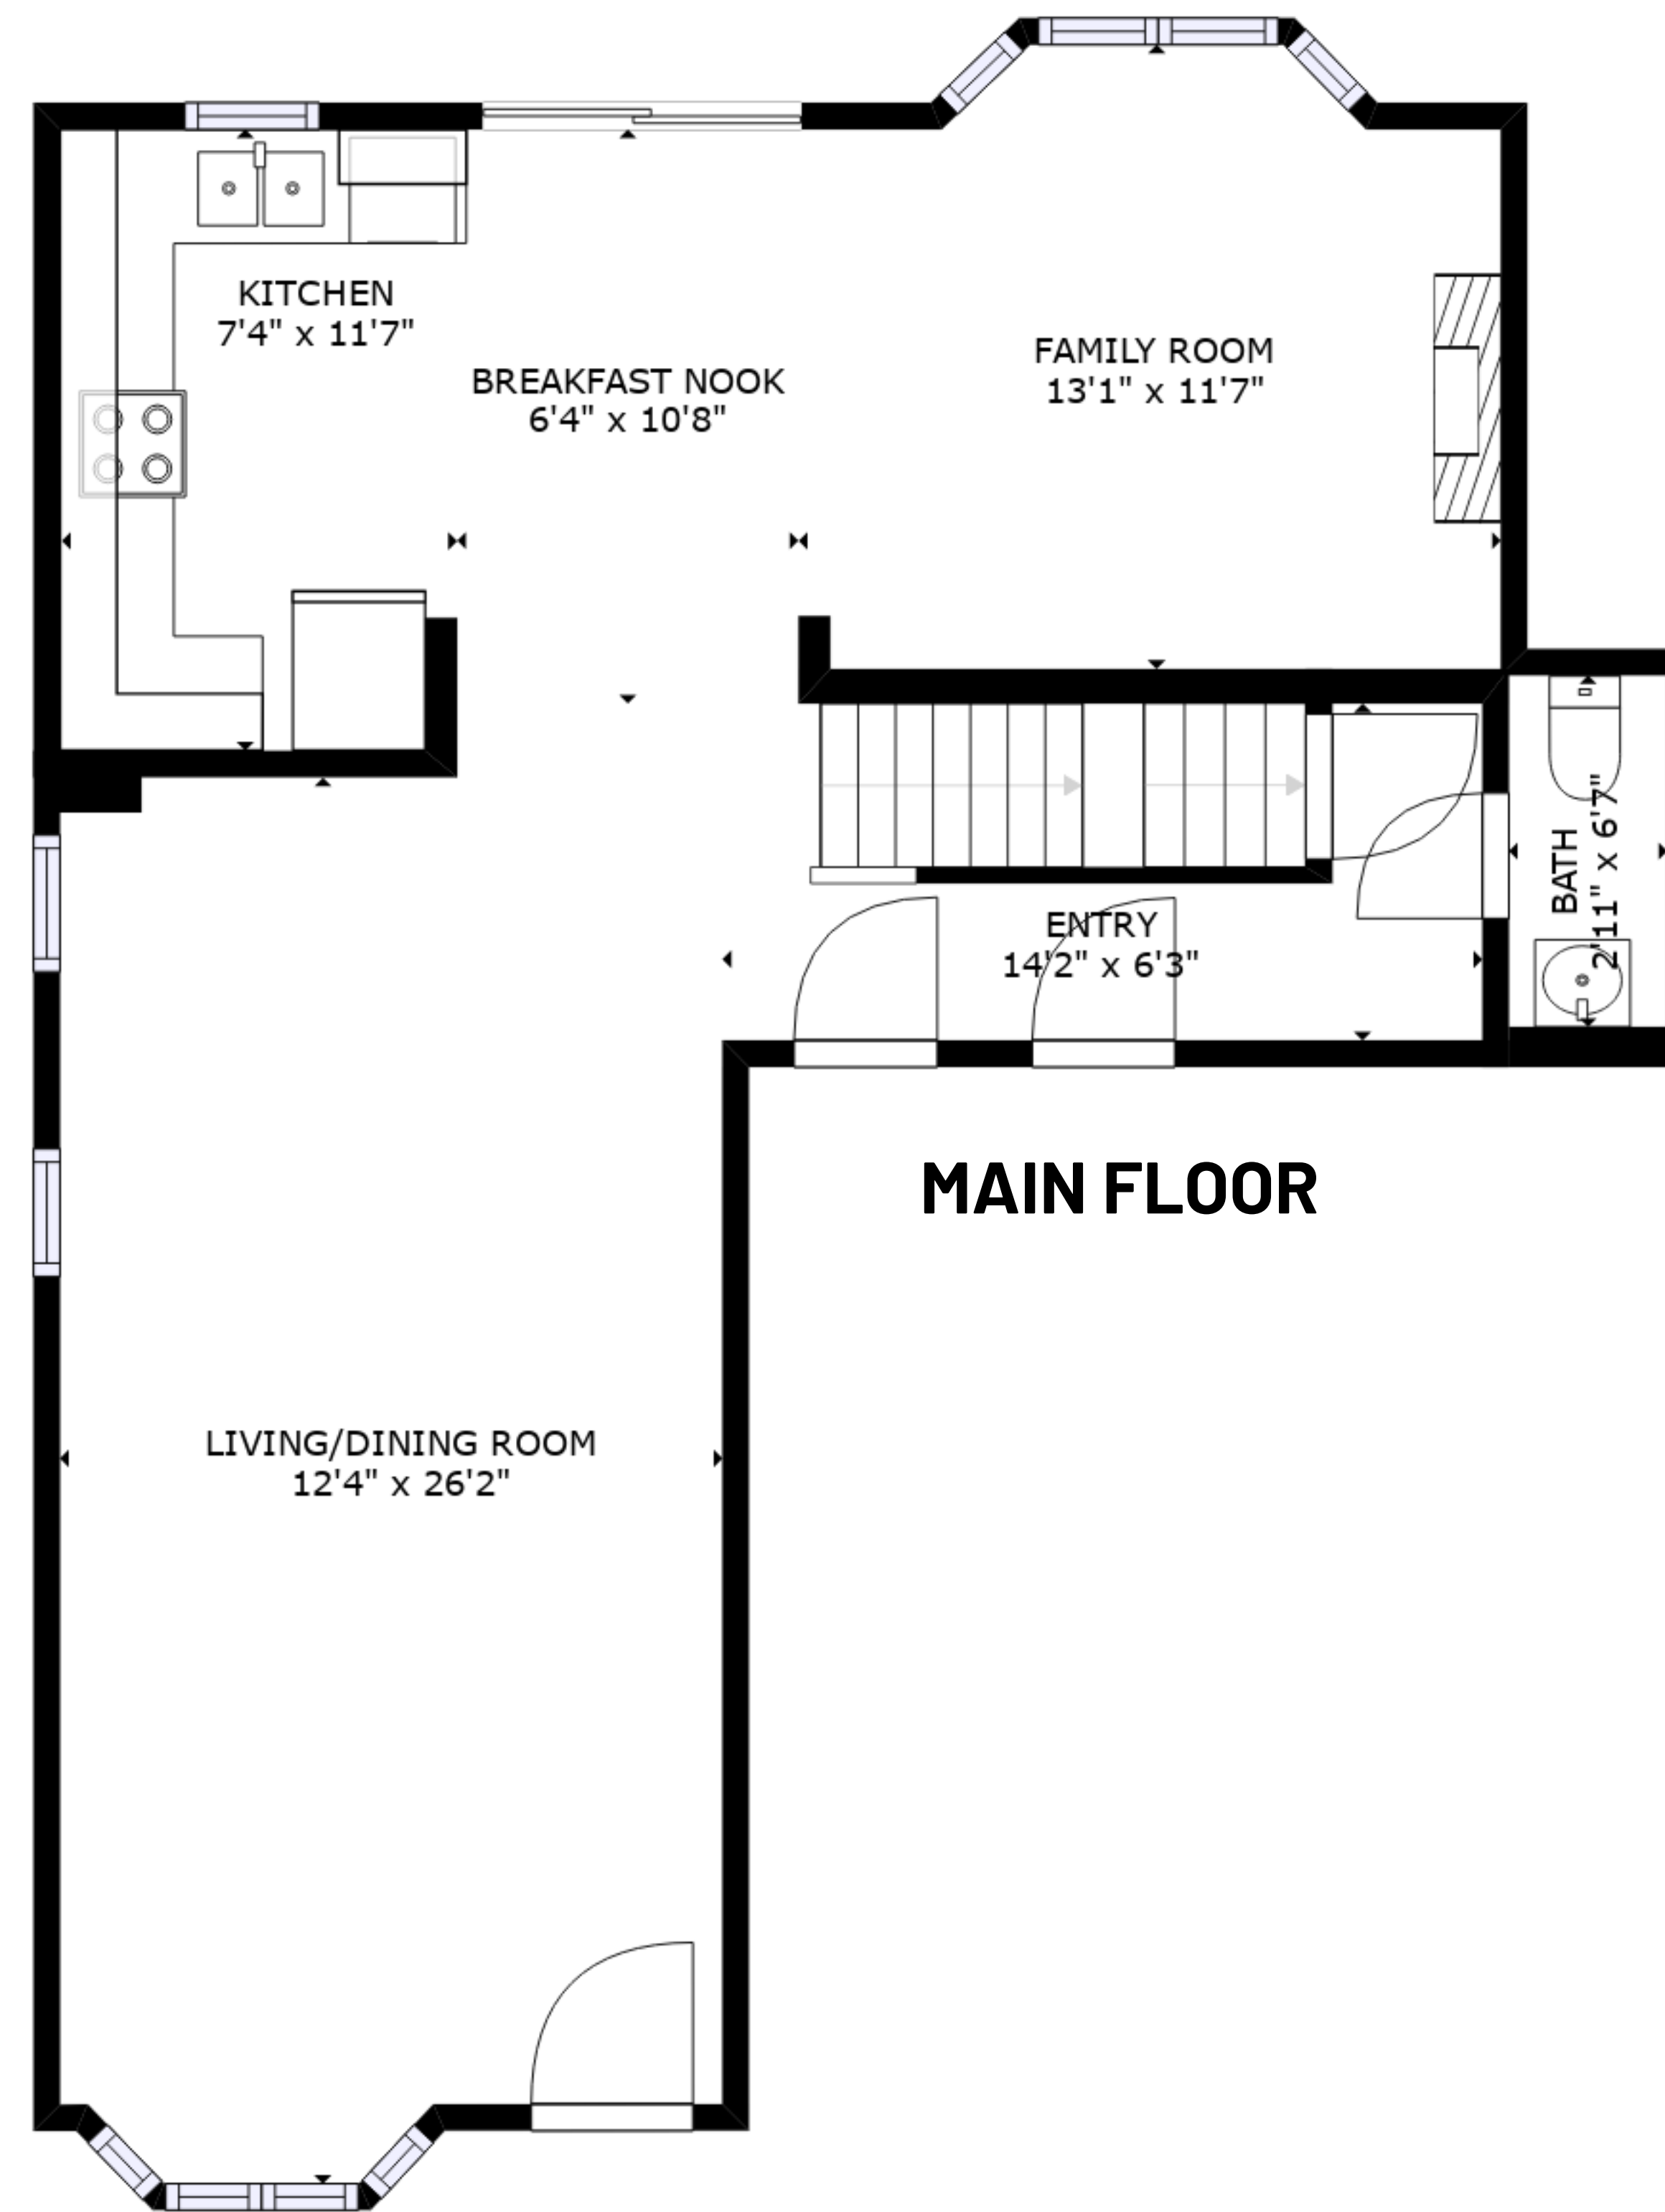 KITCHEN
7'4" x 11'7"
BREAKFAST NOOK
6'4" x 10'8"
FAMILY ROOM
13'1" x 11'7"
BATH
2'11" x 6'7"
ENTRY
14'2" x 6'3"
MAIN FLOOR
LIVING/DINING ROOM
12'4" x 26'2"